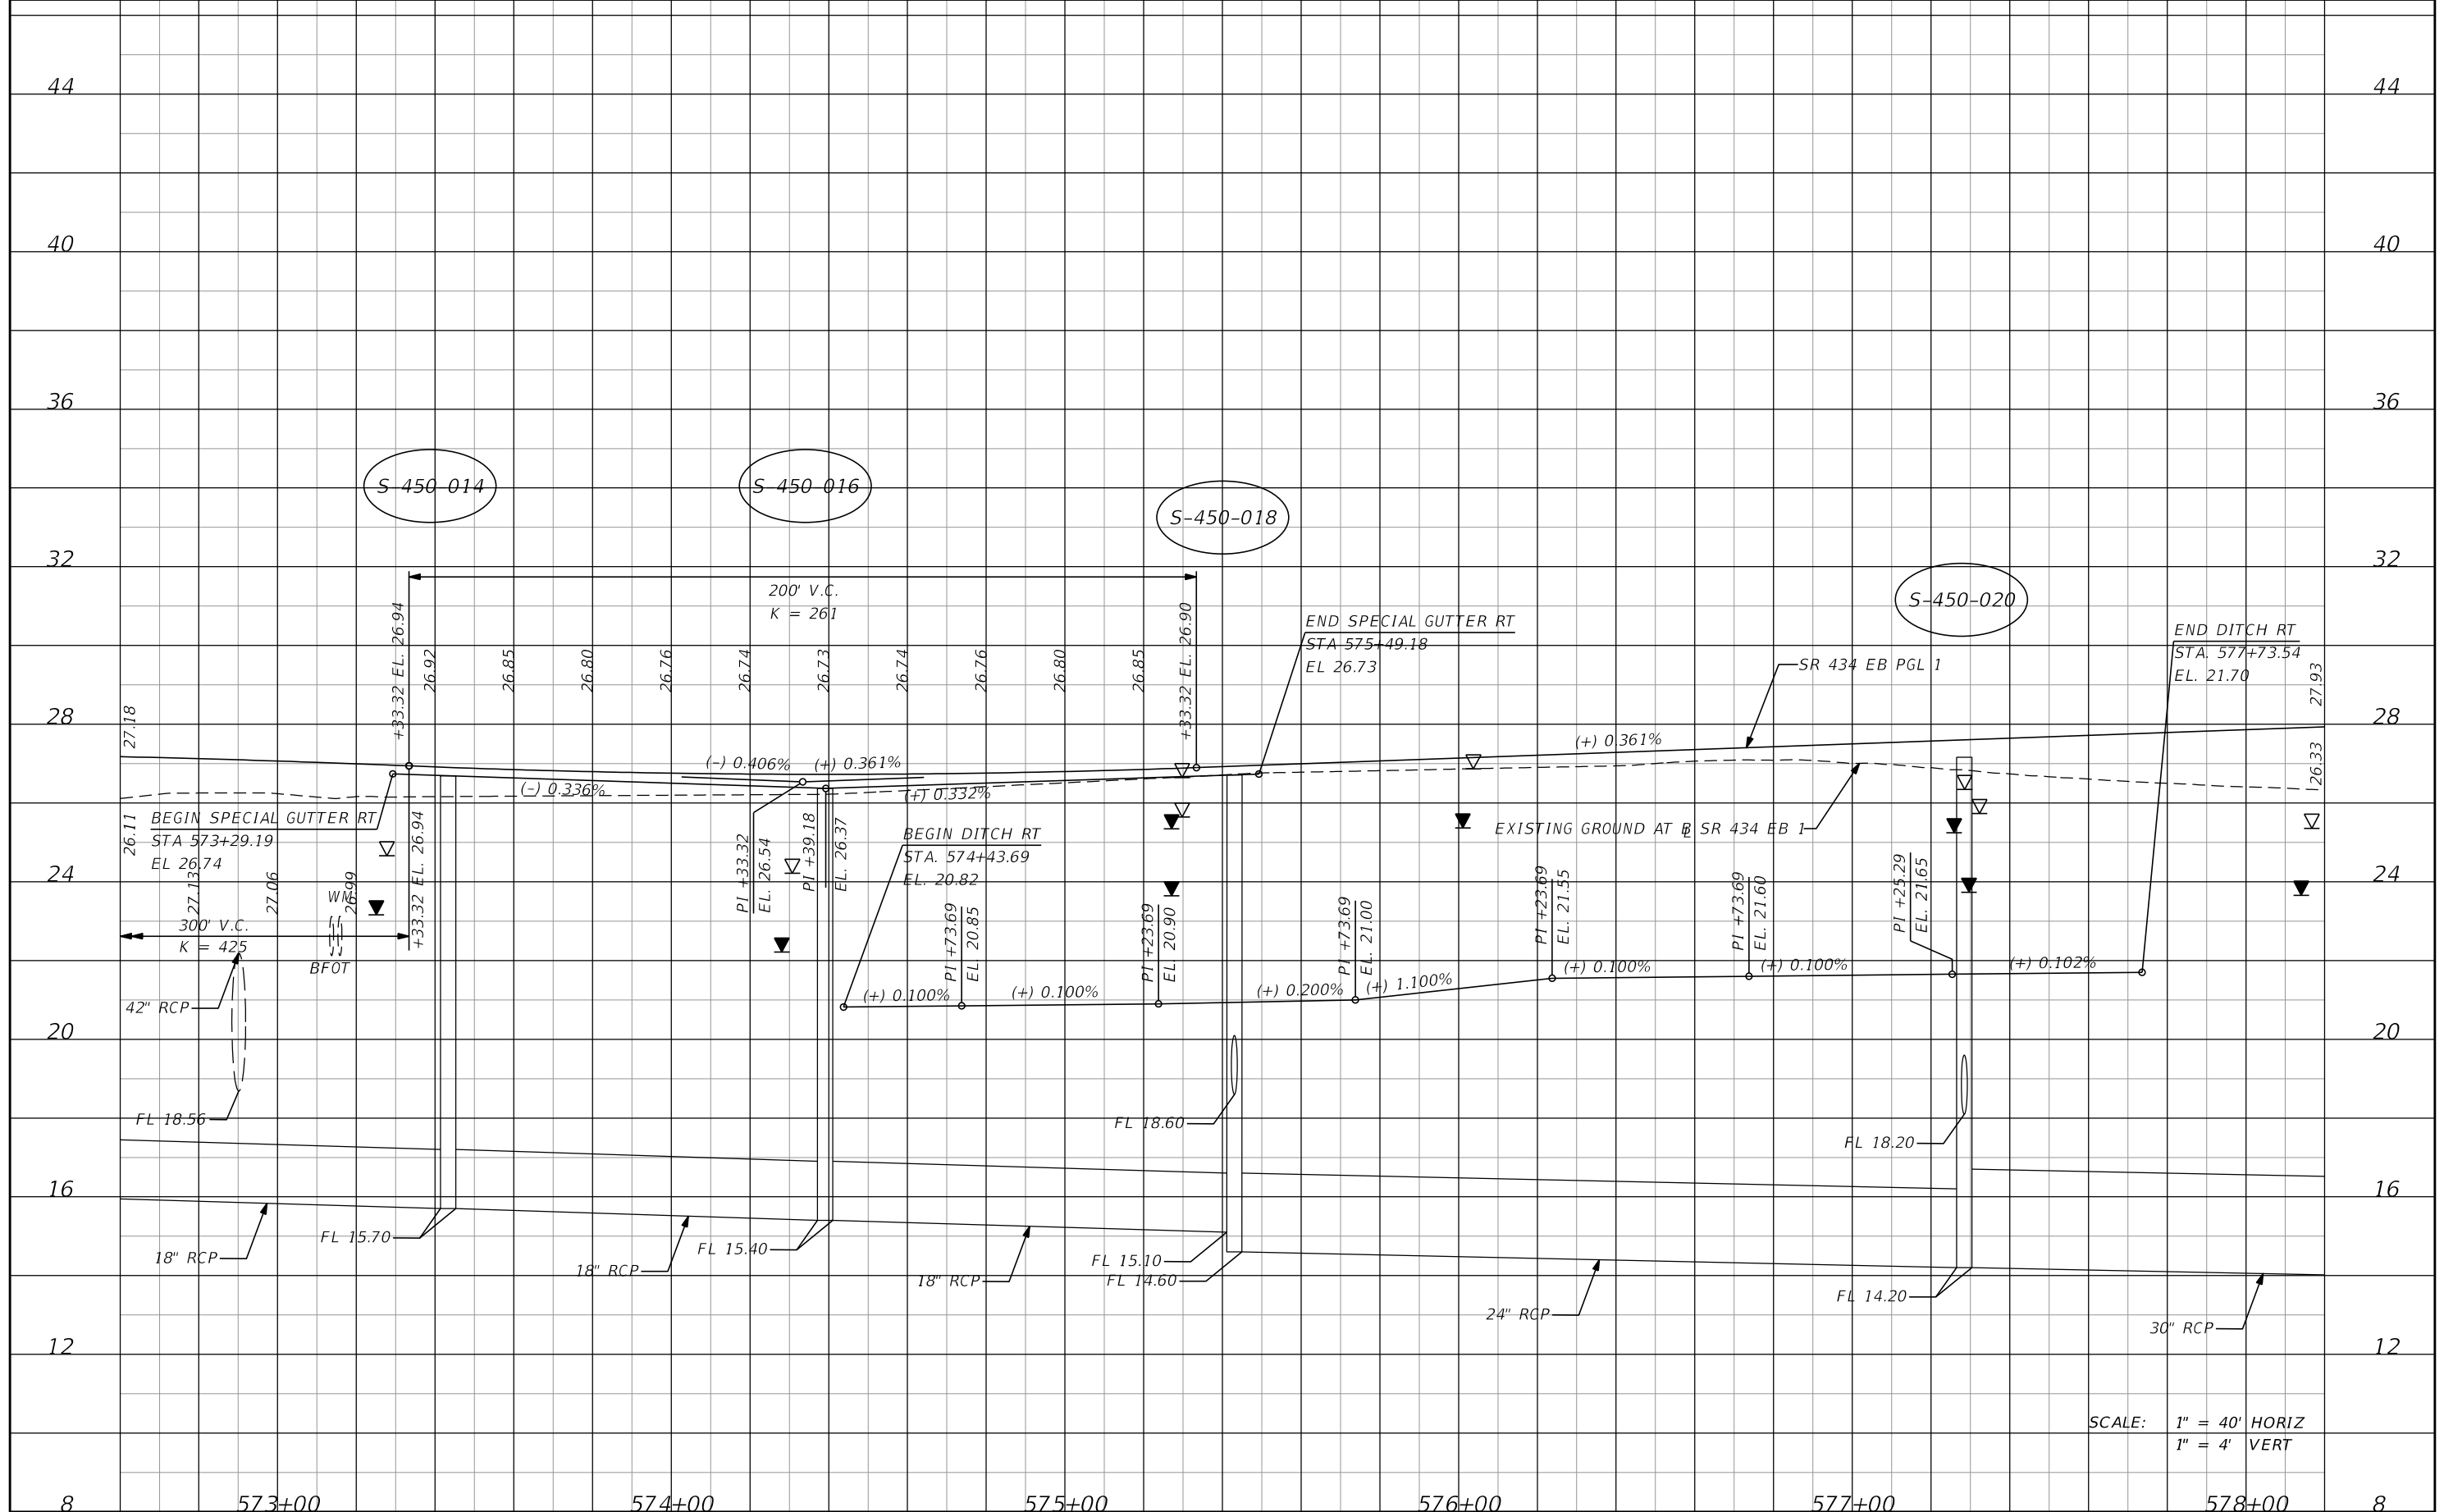 44 44
40 40
36 36
S-450-014
S-450-016
S-450-018
32 32
S-450-020
200' V.C.
K = 261
+33.32 EL. 26.94
26.92
26.85
26.80
26.76
26.74
26.73
26.74
26.76
26.80
26.85
+33.32 EL. 26.90
END SPECIAL GUTTER RT
STA 575+49.18
EL 26.73
SR 434 EB PGL 1
END DITCH RT
STA. 577+73.54
EL. 21.70
27.93
28 28
27.18
(-) 0.406%
(+) 0.361%
(+) 0.361%
26.33
(-) 0.336%
(+) 0.332%
26.11
BEGIN SPECIAL GUTTER RT
STA 573+29.19
EL 26.74
+33.32 EL. 26.94
PI +33.32
EL. 26.54
PI +39.18
EL. 26.37
BEGIN DITCH RT
STA. 574+43.69
EL. 20.82
EXISTING GROUND AT BL SR 434 EB 1
24 24
27.13
27.06
26.99
WM
300' V.C.
K = 425
BFOT
PI +73.69
EL. 20.85
PI +23.69
EL. 20.90
PI +73.69
EL. 21.00
PI +23.69
EL. 21.55
PI +73.69
EL. 21.60
PI +25.29
EL. 21.65
(+) 0.100%
(+) 0.100%
(+) 0.200%
(+) 1.100%
(+) 0.100%
(+) 0.100%
(+) 0.102%
42" RCP
20 20
FL 18.56
FL 18.60
FL 18.20
16 16
18" RCP
FL 15.70
18" RCP
FL 15.40
18" RCP
FL 15.10
FL 14.60
24" RCP
FL 14.20
30" RCP
12 12
SCALE: 1" = 40' HORIZ
1" = 4' VERT
8 573+00 574+00 575+00 576+00 577+00 578+00 8